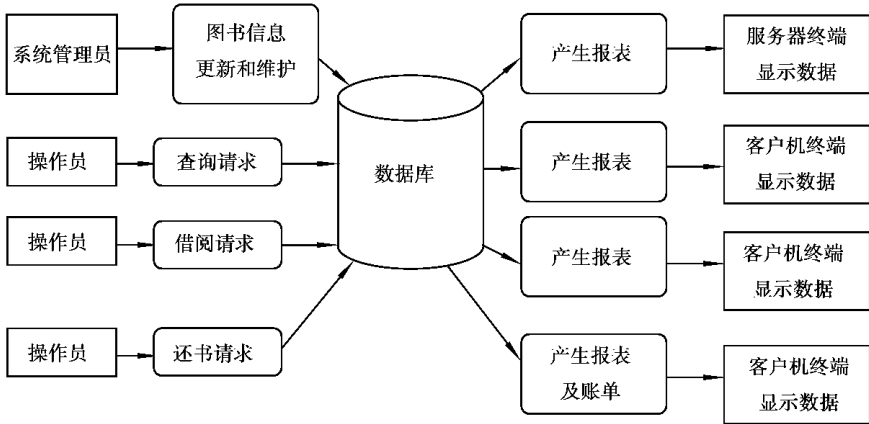 系统管理员
图书信息
更新和维护
产生报表
服务器终端
显示数据
操作员
查询请求
数据库
产生报表
客户机终端
显示数据
操作员
借阅请求
产生报表
客户机终端
显示数据
操作员
还书请求
产生报表
及账单
客户机终端
显示数据